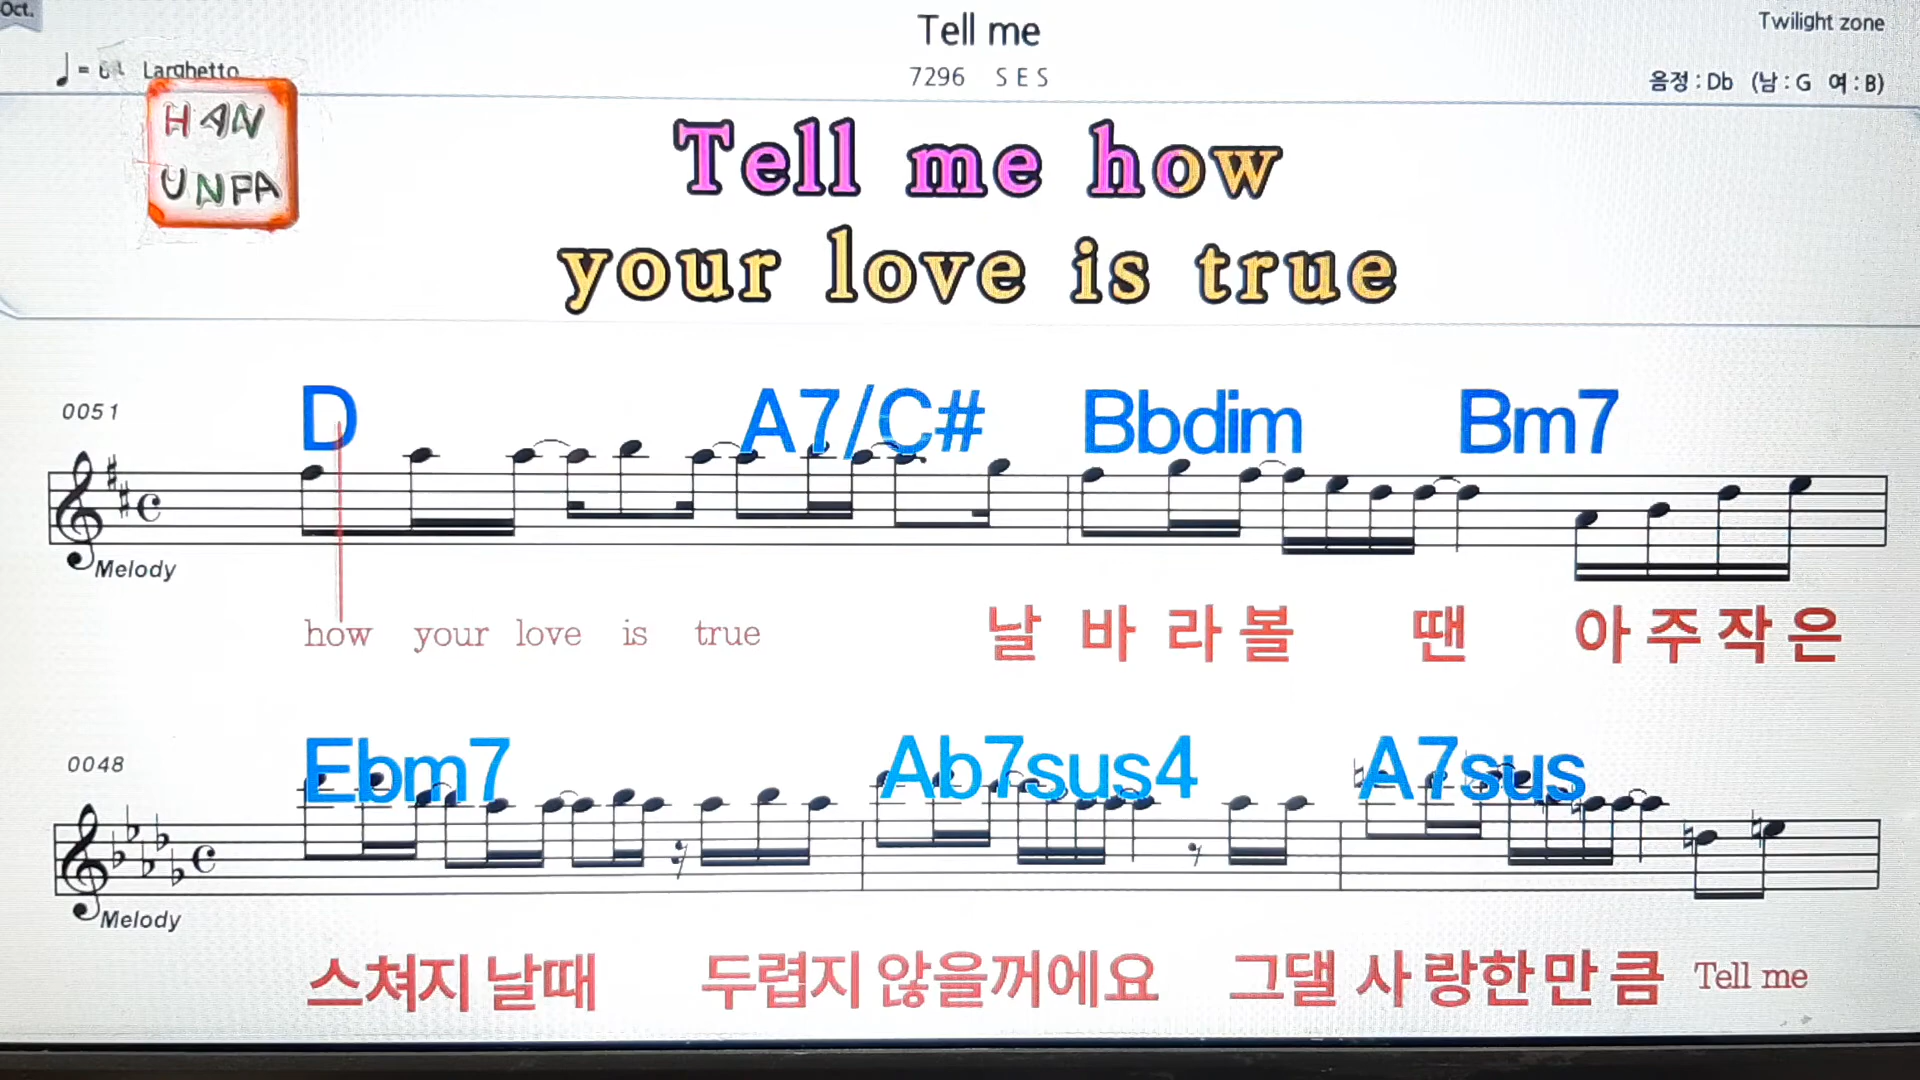 Oct.
Tell me
Twilight zone
Larghetto
7296 S E S
음정 : Db (남 : G 여 : B)
HAN
UNPA
Tell me how
your love is true
0051
D A7/C# Bbdim Bm7
Melody
how your love is true 날 바 라 볼 땐 아 주 작 은
0048
Ebm7 Ab7sus4 A7sus
Melody
스쳐지 날때 두렵지 않을꺼에요 그댈 사 랑한 만 큼 Tell me